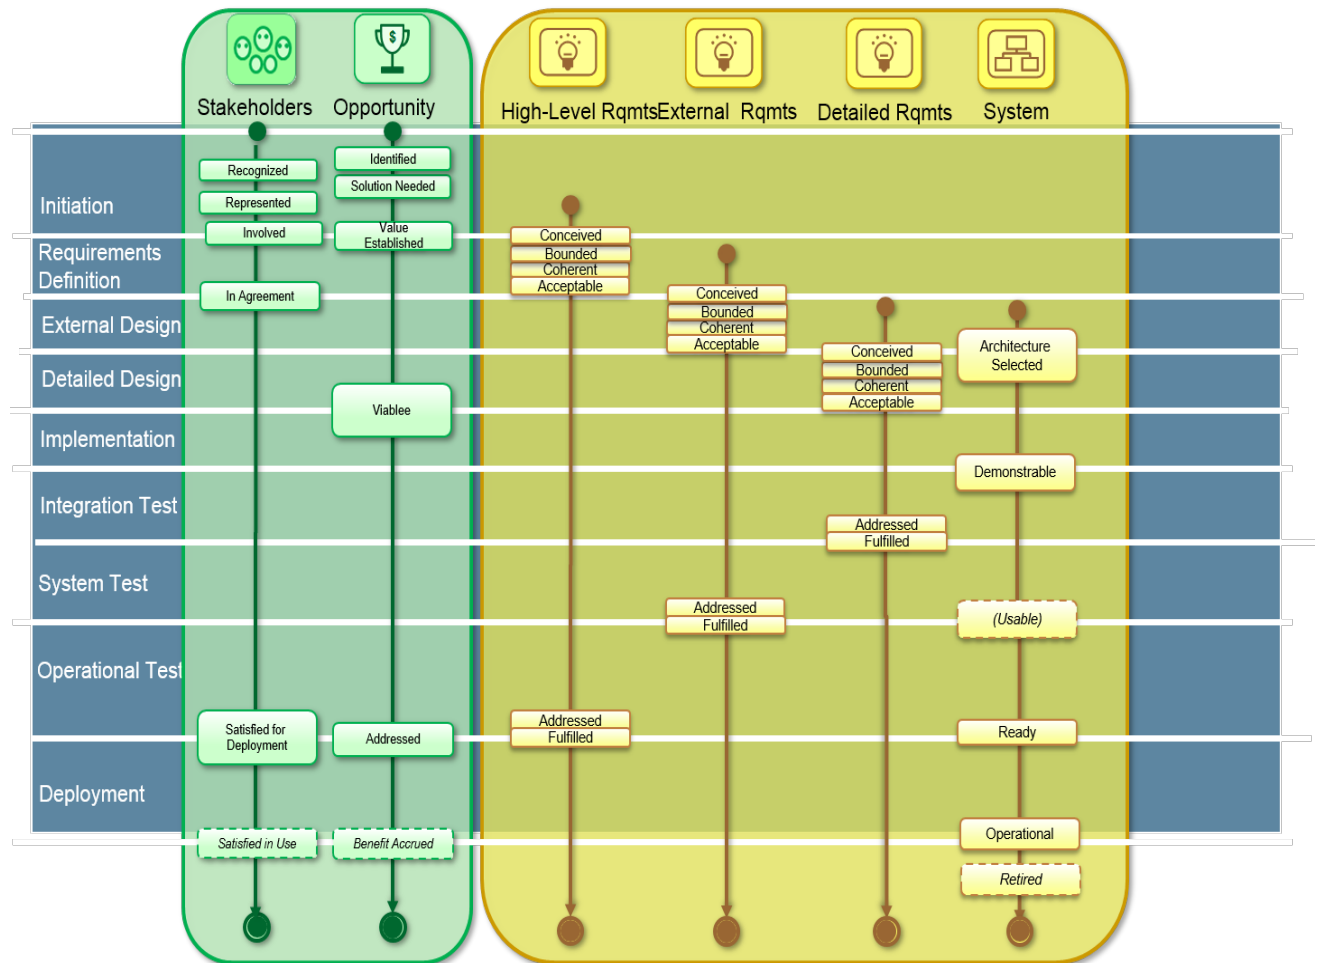 $
Stakeholders
Opportunity
High-Level Rqmts
External Rqmts
Detailed Rqmts
System
Initiation
Requirements
Definition
External Design
Detailed Design
Implementation
Integration Test
System Test
Operational Test
Deployment
Recognized
Represented
Involved
In Agreement
Satisfied for
Deployment
Satisfied in Use
Identified
Solution Needed
Value
Established
Viablee
Addressed
Benefit Accrued
Conceived
Bounded
Coherent
Acceptable
Addressed
Fulfilled
Conceived
Bounded
Coherent
Acceptable
Addressed
Fulfilled
Conceived
Bounded
Coherent
Acceptable
Addressed
Fulfilled
Architecture
Selected
Demonstrable
(Usable)
Ready
Operational
Retired